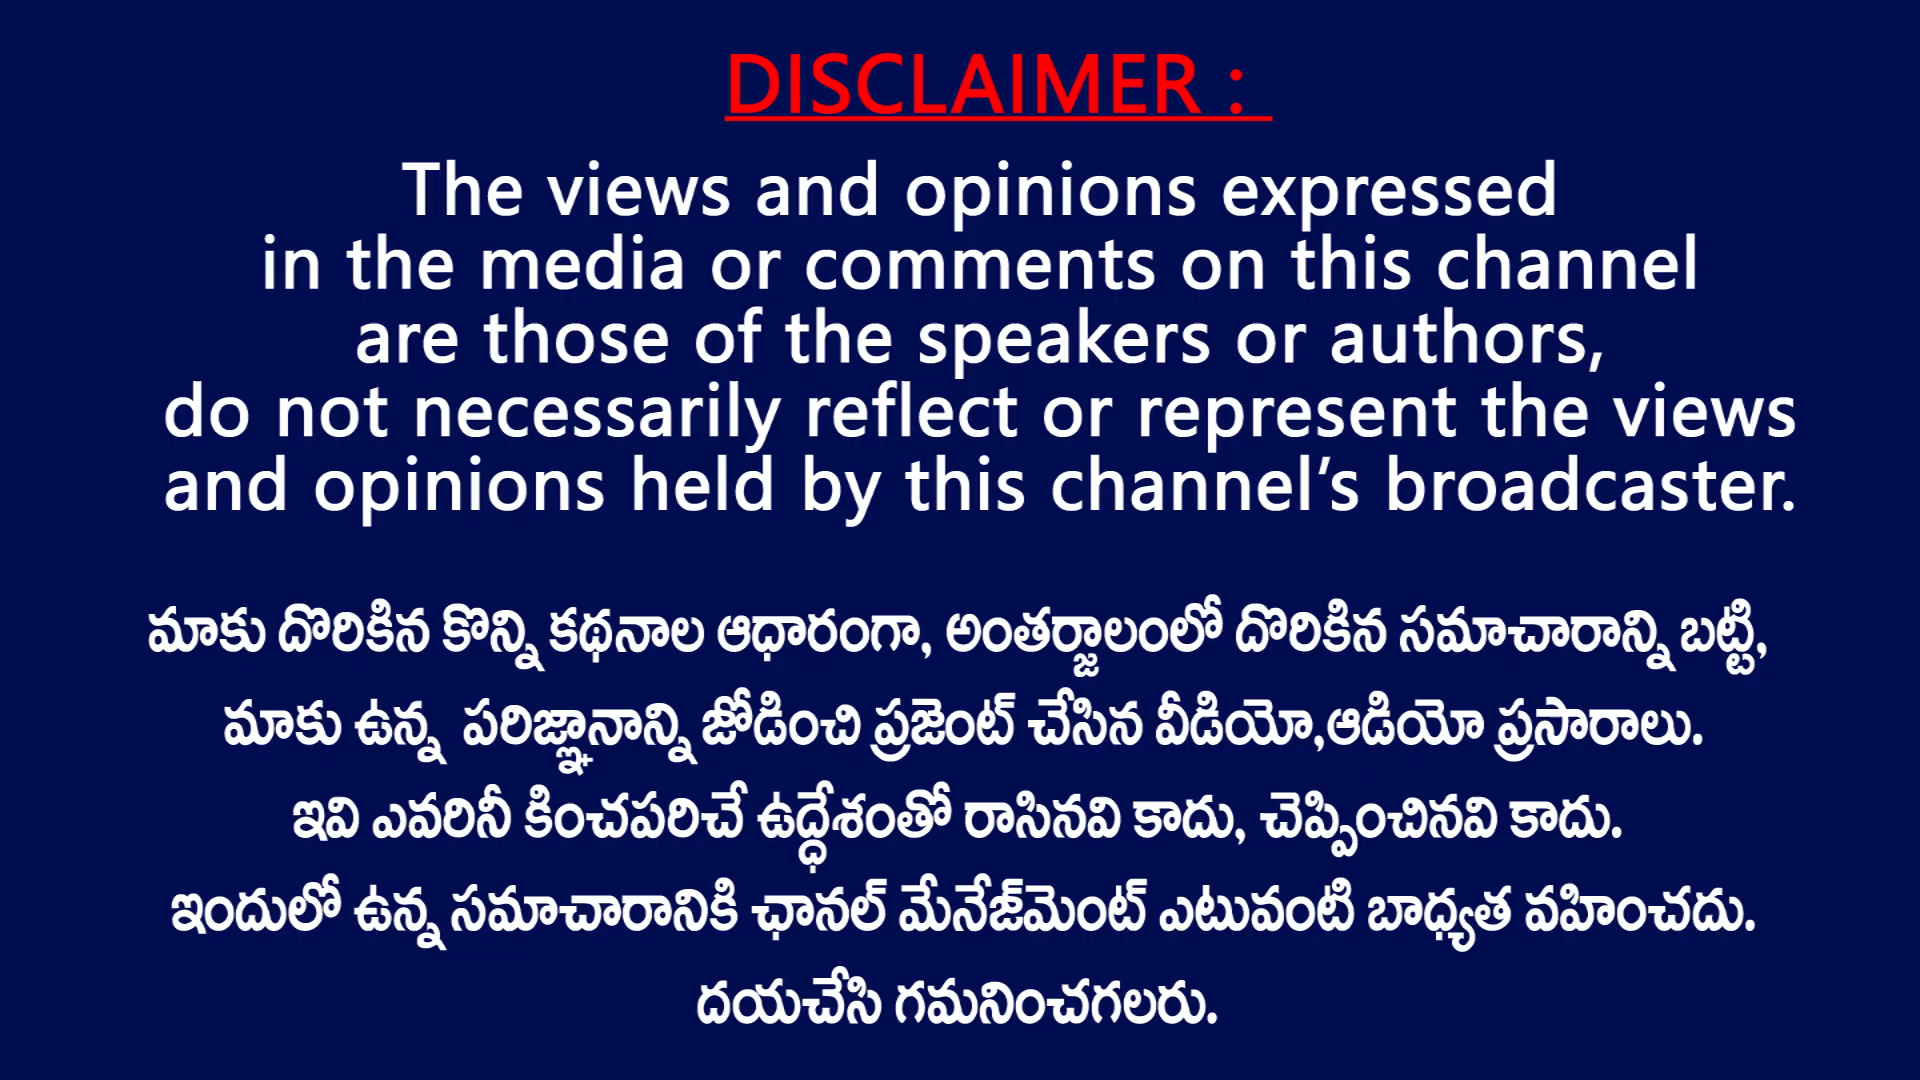 DISCLAIMER :
The views and opinions expressed
in the media or comments on this channel
are those of the speakers or authors,
do not necessarily reflect or represent the views
and opinions held by this channel’s broadcaster.
మాకు దొరికిన కొన్ని కథనాల ఆధారంగా, అంతర్జాలంలో దొరికిన సమాచారాన్ని బట్టి,
మాకు ఉన్న పరిజ్ఞానాన్ని జోడించి ప్రజెంట్ చేసిన వీడియో,ఆడియో ప్రసారాలు.
ఇవి ఎవరినీ కించపరిచే ఉద్ధేశంతో రాసినవి కాదు, చెప్పించినవి కాదు.
ఇందులో ఉన్న సమాచారానికి ఛానల్ మేనేజ్‌మెంట్ ఎటువంటి బాధ్యత వహించదు.
దయచేసి గమనించగలరు.